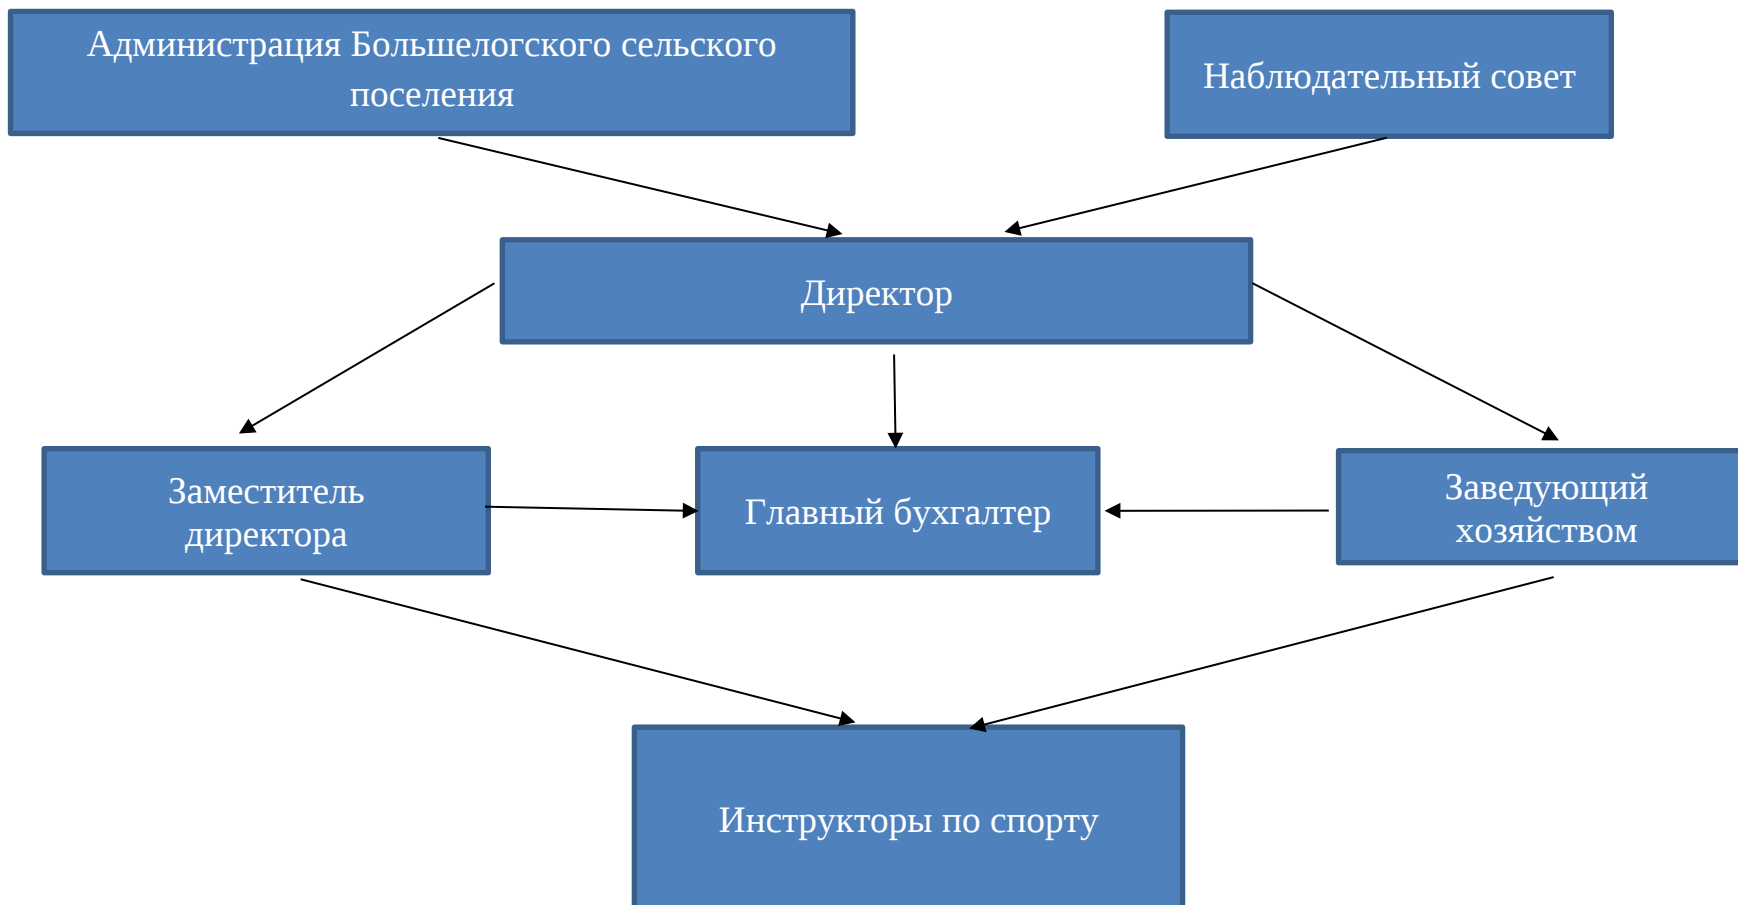 Администрация Большелогского сельского
поселения
Наблюдательный совет
Директор
Заместитель
директора
Главный бухгалтер
Заведующий
хозяйством
Инструкторы по спорту